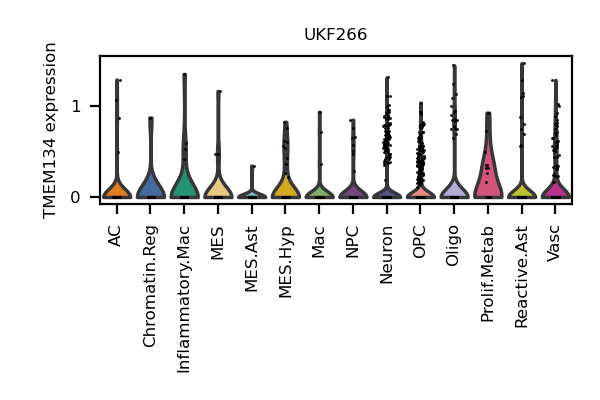 UKF266
TMEM134 expression
1
0
AC
Chromatin.Reg
Inflammatory.Mac
MES
MES.Ast
MES.Hyp
Mac
NPC
Neuron
OPC
Oligo
Prolif.Metab
Reactive.Ast
Vasc